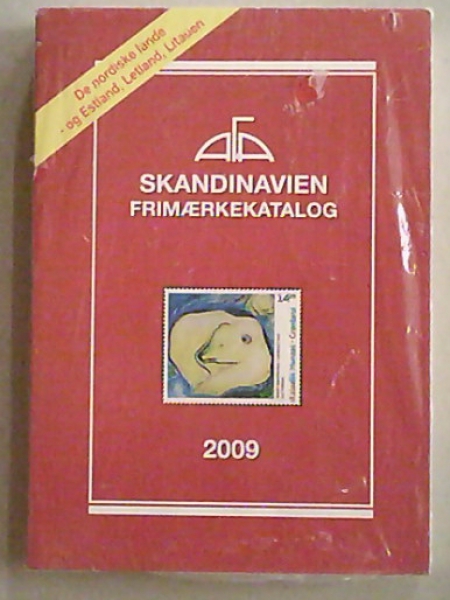 De nordiske lande
- og Estland, Letland, Litauen
AFA
SKANDINAVIEN
FRIMÆRKEKATALOG
2009